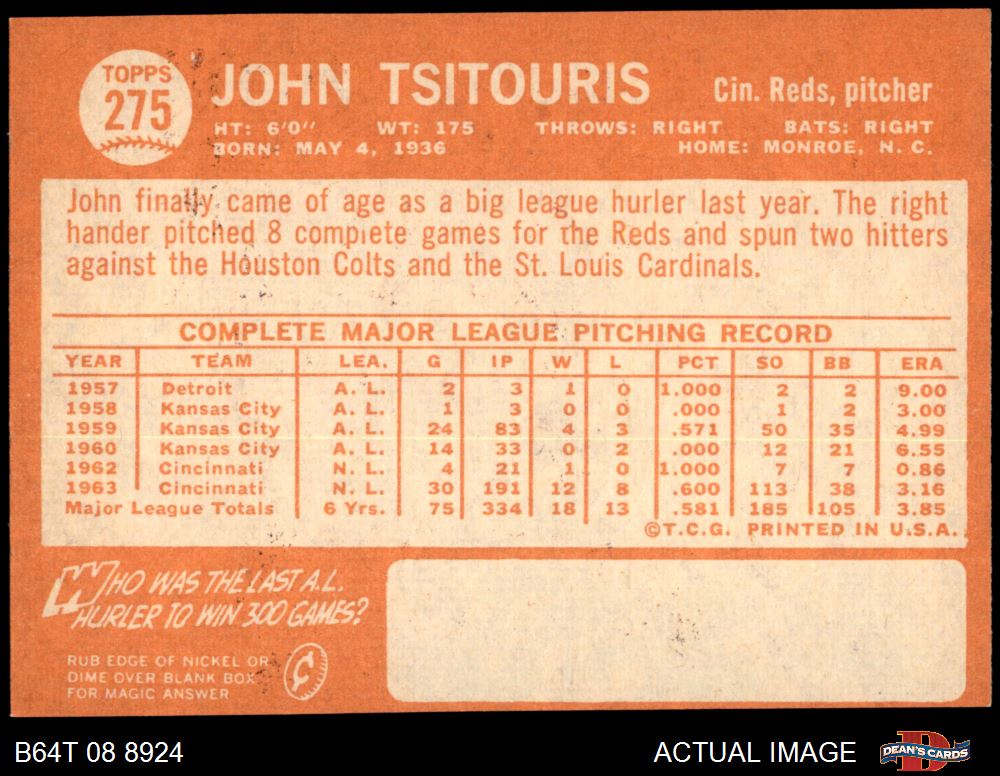 TOPPS
275
JOHN TSITOURIS
Cin. Reds, pitcher
HT: 6'0'' WT: 175 THROWS: RIGHT BATS: RIGHT
BORN: MAY 4, 1936 HOME: MONROE, N. C.
John finally came of age as a big league hurler last year. The right
hander pitched 8 complete games for the Reds and spun two hitters
against the Houston Colts and the St. Louis Cardinals.
COMPLETE MAJOR LEAGUE PITCHING RECORD
YEAR TEAM LEA. G IP W L PCT SO BB ERA
1957 Detroit A. L. 2 3 1 0 1.000 2 2 9.00
1958 Kansas City A. L. 1 3 0 0 .000 1 2 3.00
1959 Kansas City A. L. 24 83 4 3 .571 50 35 4.99
1960 Kansas City A. L. 14 33 0 2 .000 12 21 6.55
1962 Cincinnati N. L. 4 21 1 0 1.000 7 7 0.86
1963 Cincinnati N. L. 30 191 12 8 .600 113 38 3.16
Major League Totals 6 Yrs. 75 334 18 13 .581 185 105 3.85
©T.C.G. PRINTED IN U.S.A.
WHO WAS THE LAST A.L.
HURLER TO WIN 300 GAMES?
RUB EDGE OF NICKEL OR
DIME OVER BLANK BOX
FOR MAGIC ANSWER
¢
B64T 08 8924 ACTUAL IMAGE
D
DEAN'S CARDS